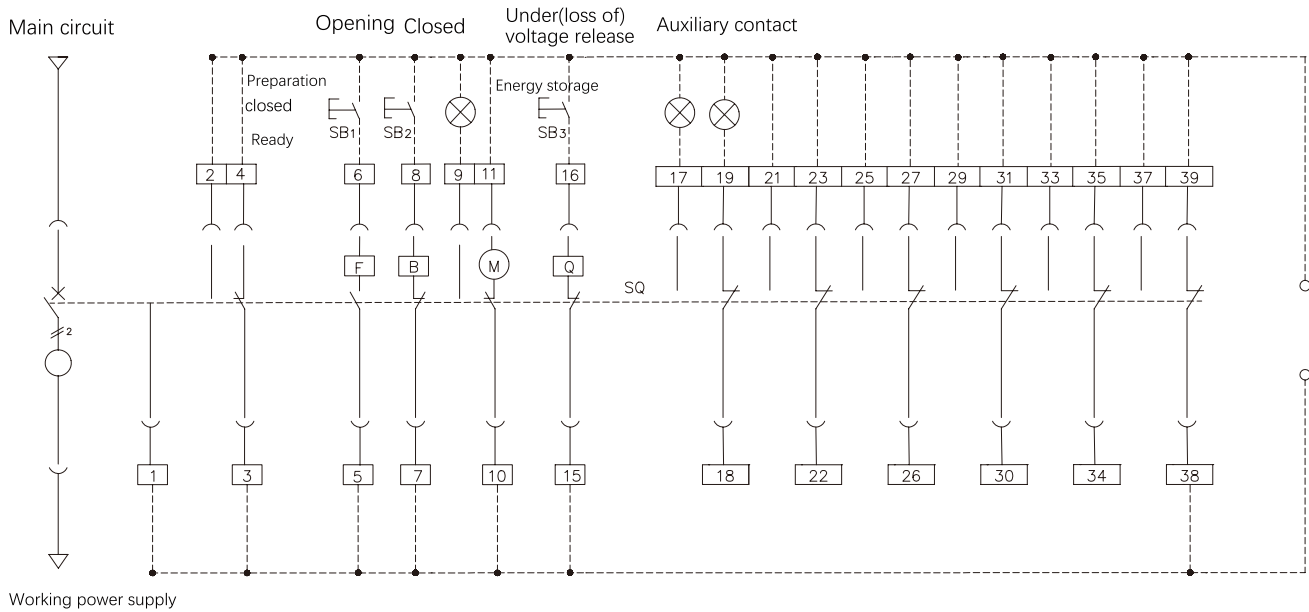 Main circuit
Opening Closed
Under(loss of)
voltage release
Auxiliary contact
Preparation
closed
Ready
Energy storage
SB1
SB2
SB3
2
4
6
8
9
11
16
17
19
21
23
25
27
29
31
33
35
37
39
F
B
M
Q
SQ
2
1
3
5
7
10
15
18
22
26
30
34
38
Working power supply